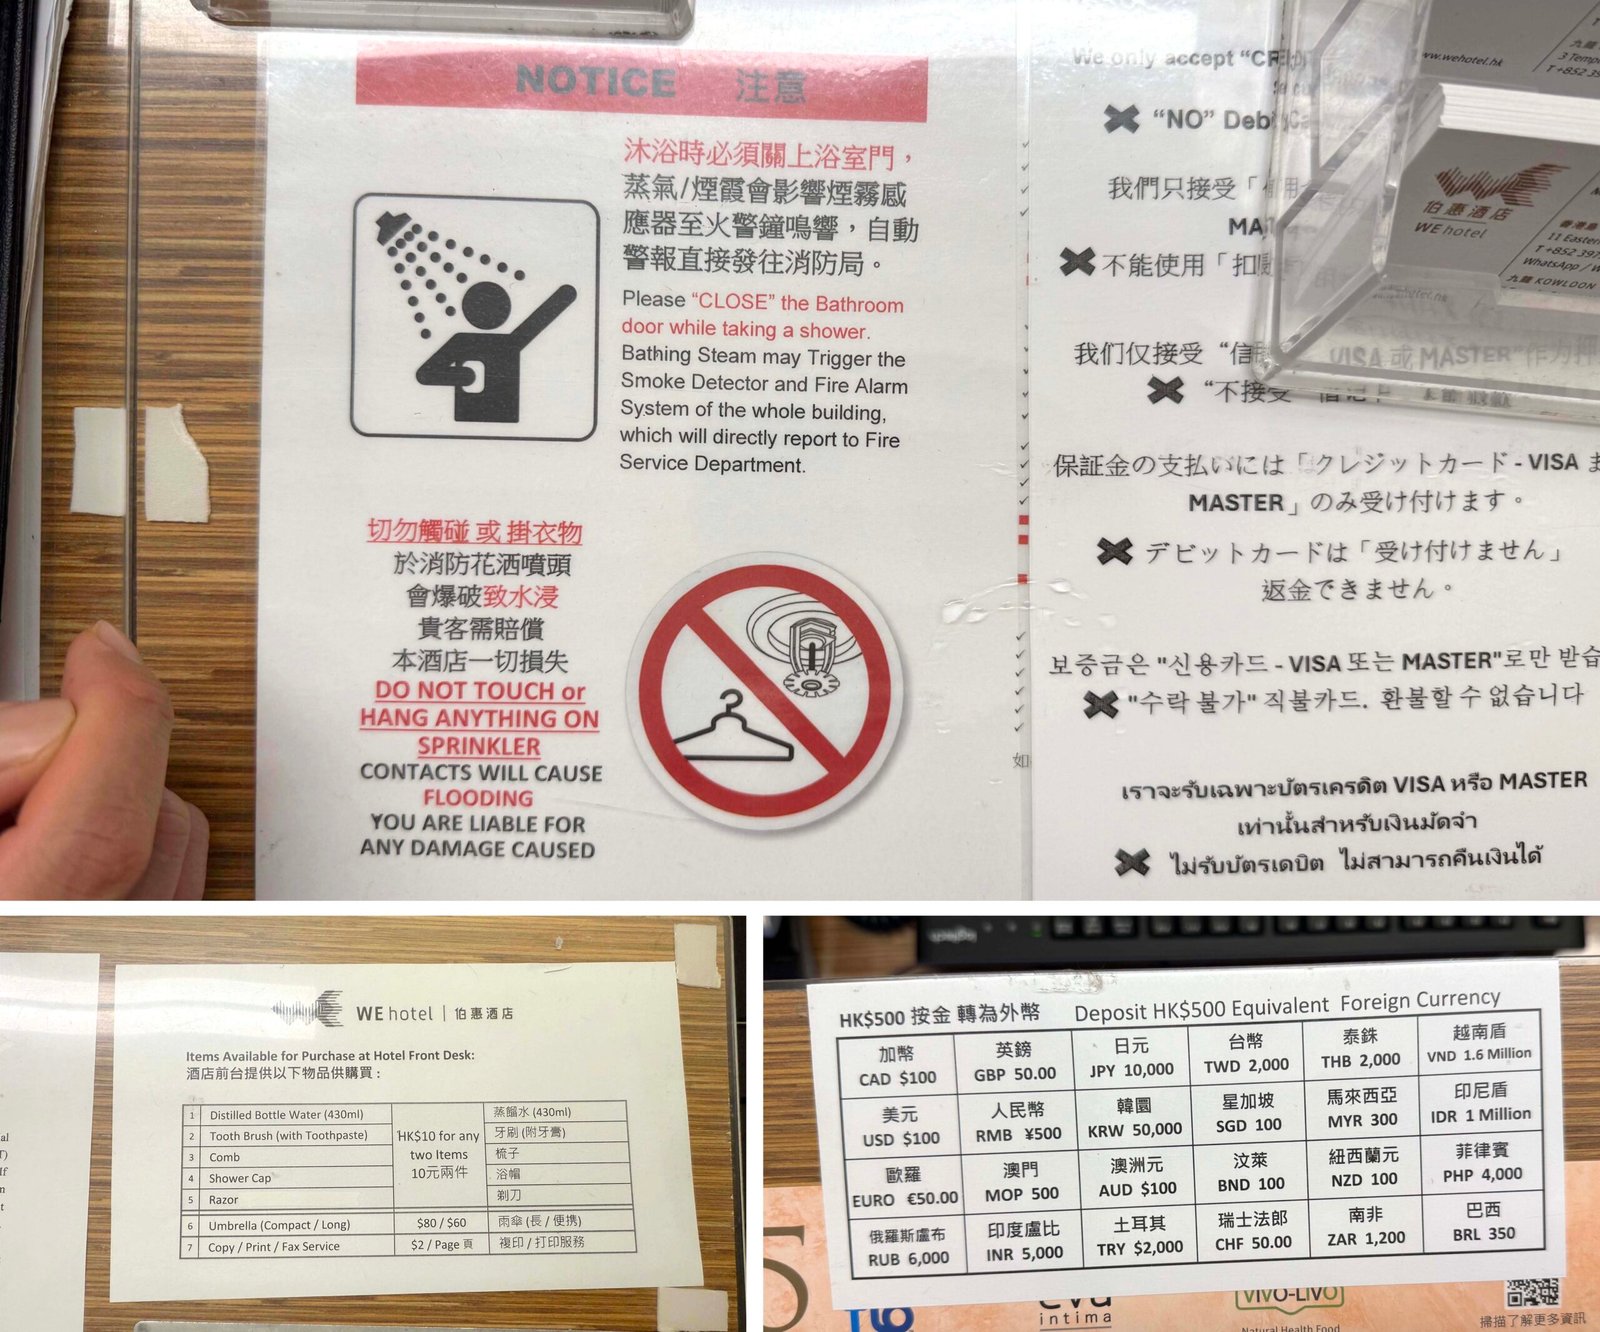 NOTICE 注意
沐浴時必須關上浴室門，
蒸氣/煙霞會影響煙霧感
應器至火警鐘鳴響，自動
警報直接發往消防局。
Please “CLOSE” the Bathroom
door while taking a shower.
Bathing Steam may Trigger the
Smoke Detector and Fire Alarm
System of the whole building,
which will directly report to Fire
Service Department.
切勿觸碰 或 掛衣物
於消防花洒噴頭
會爆破致水浸
貴客需賠償
本酒店一切損失
DO NOT TOUCH or
HANG ANYTHING ON
SPRINKLER
CONTACTS WILL CAUSE
FLOODING
YOU ARE LIABLE FOR
ANY DAMAGE CAUSED
We only accept
“NO”
我們只接受「
不能使用「
我们仅接受 “信
VISA 或 MASTER
“不接受”
保証金の支払いには「クレジットカード - VISA
MASTER」のみ受け付けます。
デビットカードは「受け付けません」
返金できません。
보증금은 "신용카드 - VISA 또는 MASTER"로만
"수락 불가" 직불카드. 환불할 수 없습니다
เราจะรับเฉพาะบัตรเครดิต VISA หรือ MASTER
เท่านั้นสำหรับเงินมัดจำ
ไม่รับบัตรเดบิต ไม่สามารถคืนเงินได้
如
www.wehotel.hk
伯惠酒店
WE hotel
WhatsApp
九龍 KOWLOON
WE hotel | 伯惠酒店
Items Available for Purchase at Hotel Front Desk:
酒店前台提供以下物品供購買：
1 Distilled Bottle Water (430ml) 蒸餾水 (430ml)
2 Tooth Brush (with Toothpaste) 牙刷 (附牙膏)
3 Comb 梳子
4 Shower Cap 浴帽
5 Razor 剃刀
HK$10 for any
two Items
10元兩件
6 Umbrella (Compact / Long) $80 / $60 雨傘 (長 / 便携)
7 Copy / Print / Fax Service $2 / Page 頁 複印 / 打印服務
logitech
HK$500 按金 轉為外幣 Deposit HK$500 Equivalent Foreign Currency
加幣 英鎊 日元 台幣 泰銖 越南盾
CAD $100 GBP 50.00 JPY 10,000 TWD 2,000 THB 2,000 VND 1.6 Million
美元 人民幣 韓圜 星加坡 馬來西亞 印尼盾
USD $100 RMB ¥500 KRW 50,000 SGD 100 MYR 300 IDR 1 Million
歐羅 澳門 澳洲元 汶萊 紐西蘭元 菲律賓
EURO €50.00 MOP 500 AUD $100 BND 100 NZD 100 PHP 4,000
俄羅斯盧布 印度盧比 土耳其 瑞士法郎 南非 巴西
RUB 6,000 INR 5,000 TRY $2,000 CHF 50.00 ZAR 1,200 BRL 350
5
eva
intima
VIVO-LIVO
Natural Health Food
掃描了解更多資訊